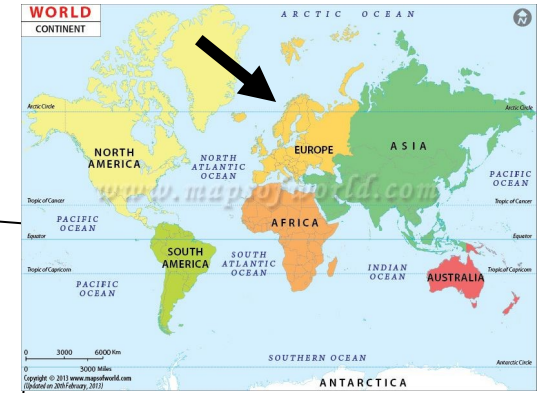 WORLD
CONTINENT
ARCTIC OCEAN
Arctic Circle
Arctic Circle
NORTH
AMERICA
NORTH
ATLANTIC
OCEAN
EUROPE
ASIA
PACIFIC
OCEAN
www.mapsofworld.com
Tropic of Cancer
Tropic of Cancer
PACIFIC
OCEAN
AFRICA
Equator
Equator
SOUTH
AMERICA
SOUTH
ATLANTIC
OCEAN
INDIAN
OCEAN
AUSTRALIA
Tropic of Capricorn
Tropic of Capricorn
PACIFIC
OCEAN
0 3000 6000 Km
0 3000 Miles
SOUTHERN OCEAN
Antarctic Circle
ANTARCTICA
Copyright © 2013 www.mapsofworld.com
(Updated on 20th February, 2013)